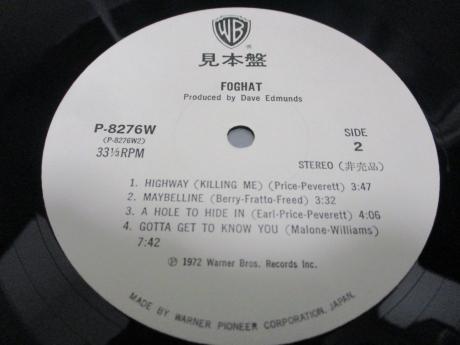 WB
®
見本盤
FOGHAT
Produced by Dave Edmunds
P-8276W
(P-8276W2)
33⅓RPM
SIDE
2
STEREO (非売品)
1. HIGHWAY (KILLING ME) (Price-Peverett) 3:47
2. MAYBELLINE (Berry-Fratto-Freed) 3:32
3. A HOLE TO HIDE IN (Earl-Price-Peverett) 4:06
4. GOTTA GET TO KNOW YOU (Malone-Williams)
7:42
℗ 1972 Warner Bros. Records Inc.
MADE BY WARNER PIONEER CORPORATION, JAPAN.